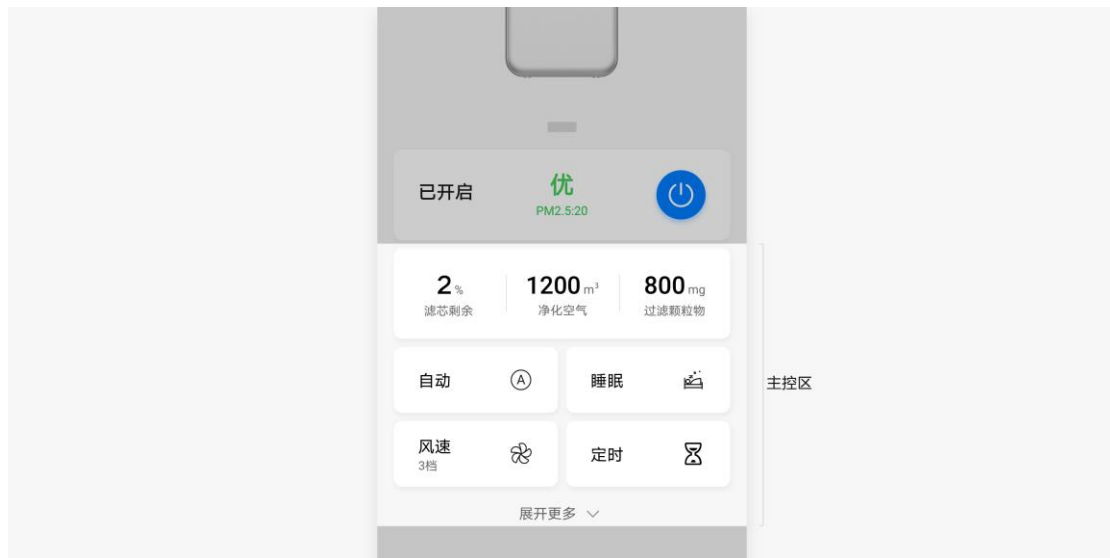 已开启
优
PM2.5:20
2%
1200m³
800mg
滤芯剩余
净化空气
过滤颗粒物
自动
A
睡眠
主控区
风速
3档
定时
展开更多